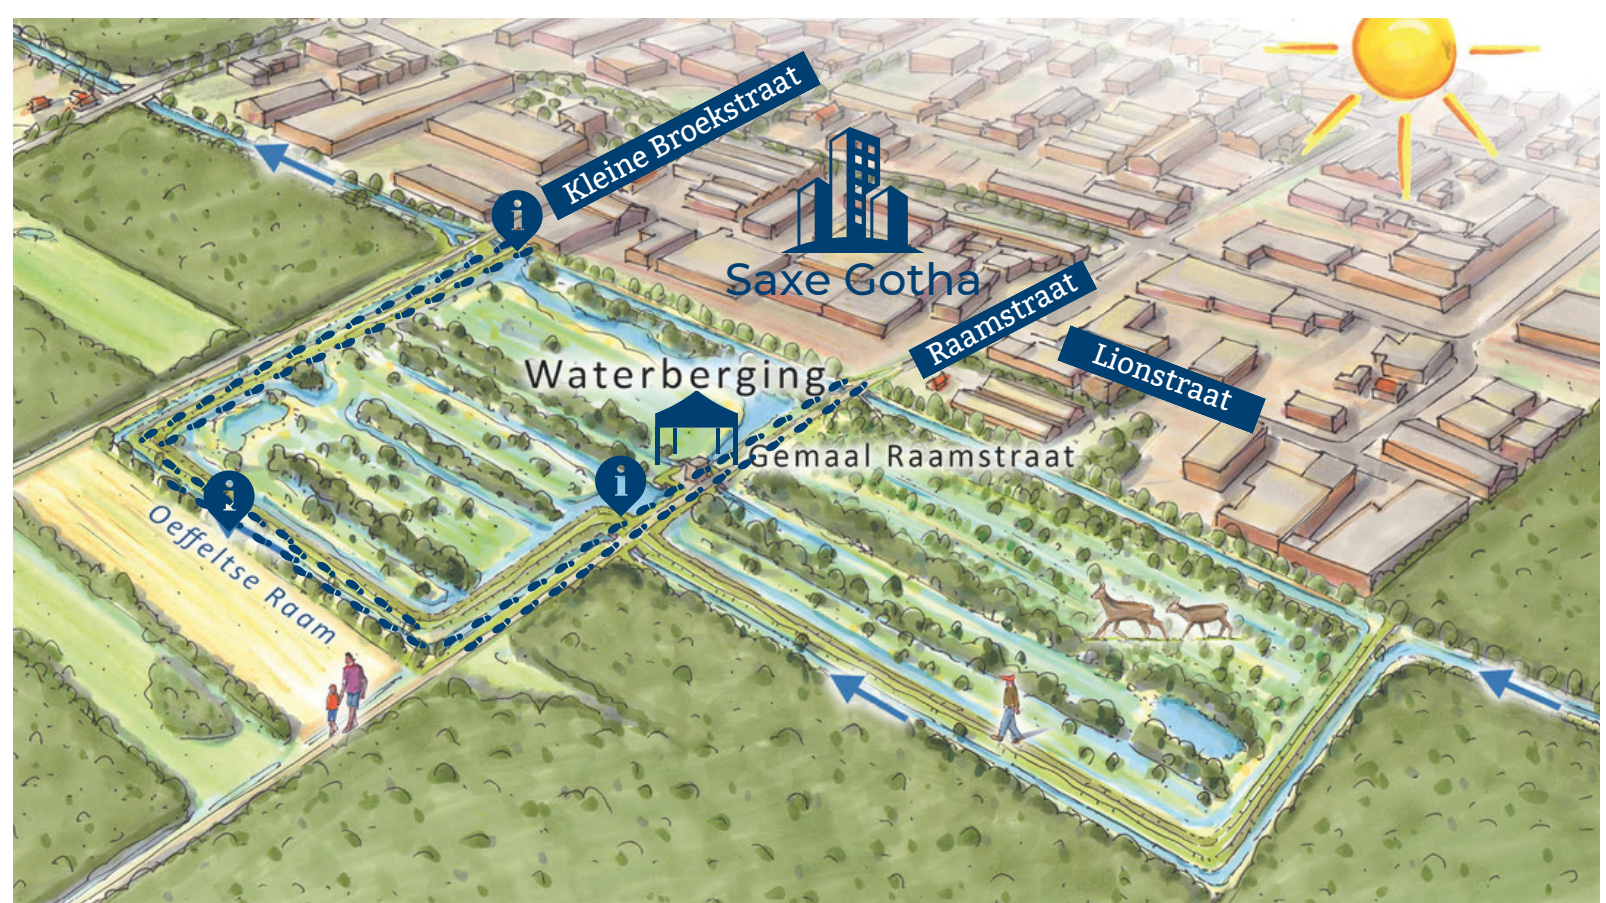 Kleine Broekstraat
Saxe Gotha
Raamstraat
Lionstraat
Waterberging
Gemaal Raamstraat
i
i
i
Oeffeltse Raam